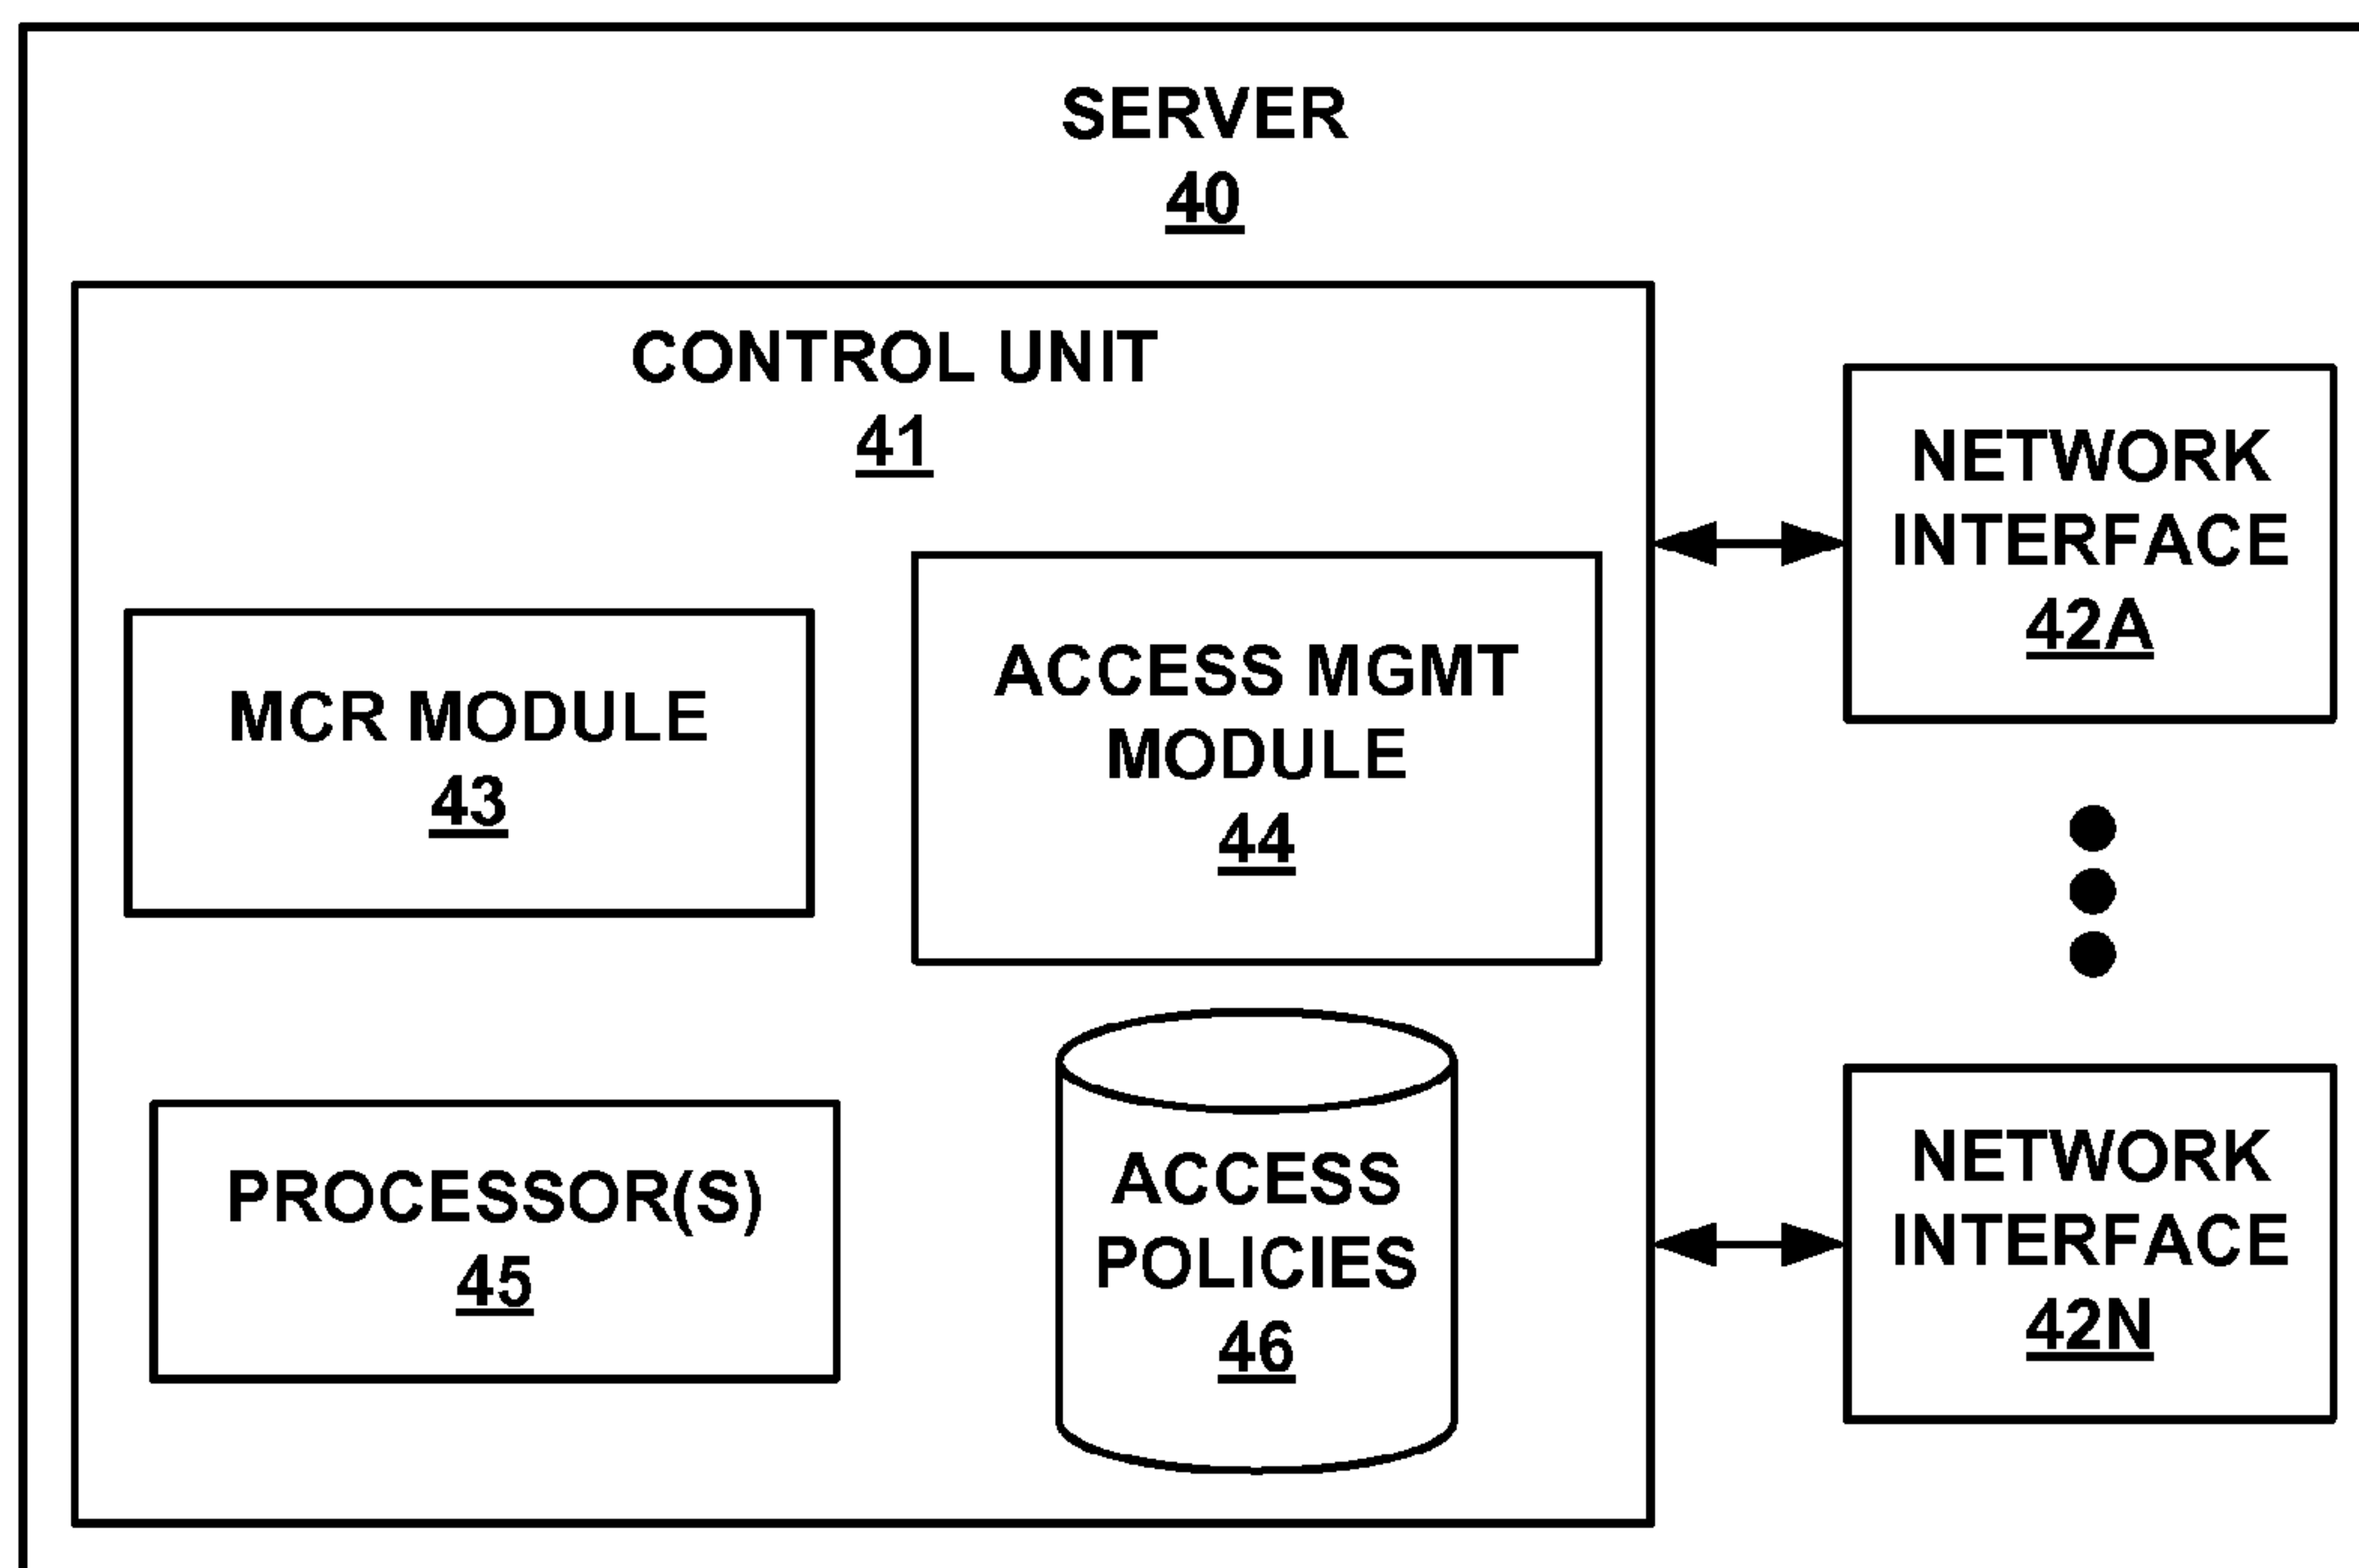 SERVER
40
CONTROL UNIT
41
MCR MODULE
43
ACCESS MGMT
MODULE
44
PROCESSOR(S)
45
ACCESS
POLICIES
46
NETWORK
INTERFACE
42A
NETWORK
INTERFACE
42N